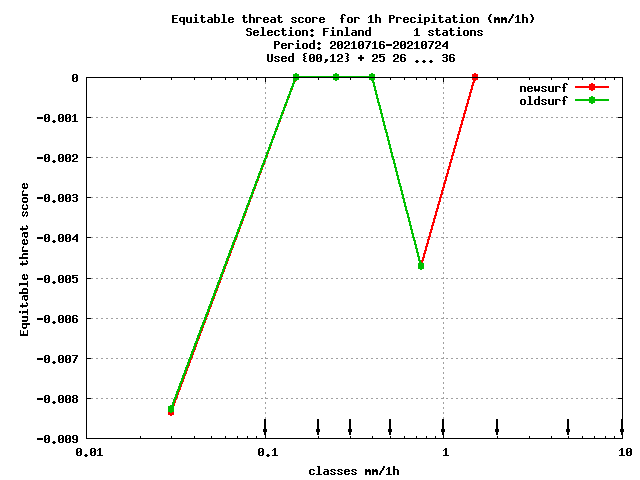 Equitable threat score  for 1h Precipitation (mm/1h)
Selection: Finland      1 stations
Period: 20210716-20210724
Used {00,12} + 25 26 ... 36
newsurf
oldsurf
Equitable threat score
0
-0.001
-0.002
-0.003
-0.004
-0.005
-0.006
-0.007
-0.008
-0.009
0.01 0.1 1 10
classes mm/1h